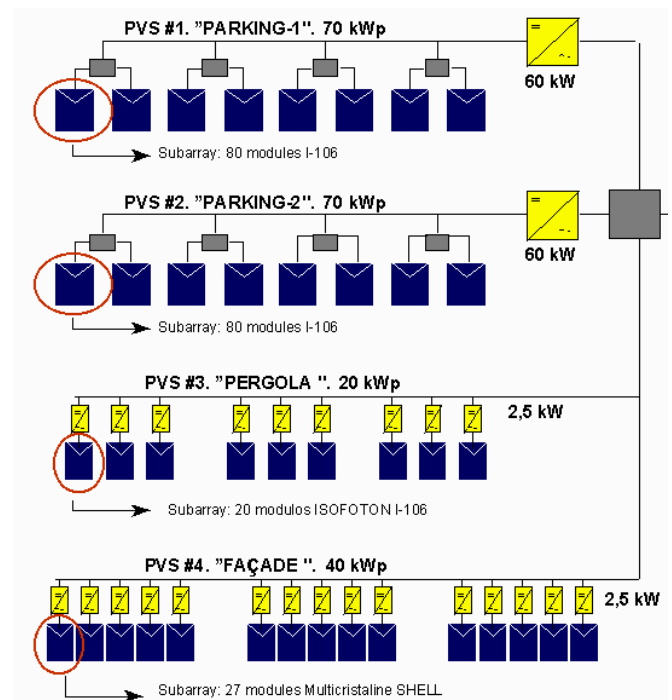 PVS #1. "PARKING-1". 70 kWp
60 kW
Subarray: 80 modules I-106
PVS #2. "PARKING-2". 70 kWp
60 kW
Subarray: 80 modules I-106
PVS #3. "PERGOLA ". 20 kWp
2,5 kW
Subarray: 20 modulos ISOFOTON I-106
PVS #4. "FAÇADE ". 40 kWp
2,5 kW
Subarray: 27 modules Multicristaline SHELL